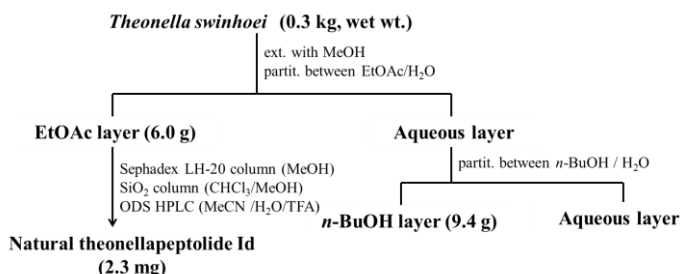 Theonella swinhoei (0.3 kg, wet wt.)
ext. with MeOH
partit. between EtOAc/H₂O
EtOAc layer (6.0 g)
Aqueous layer
Sephadex LH-20 column (MeOH)
SiO₂ column (CHCl₃/MeOH)
ODS HPLC (MeCN /H₂O/TFA)
partit. between n-BuOH / H₂O
n-BuOH layer (9.4 g)
Aqueous layer
Natural theonellapeptolide Id
(2.3 mg)